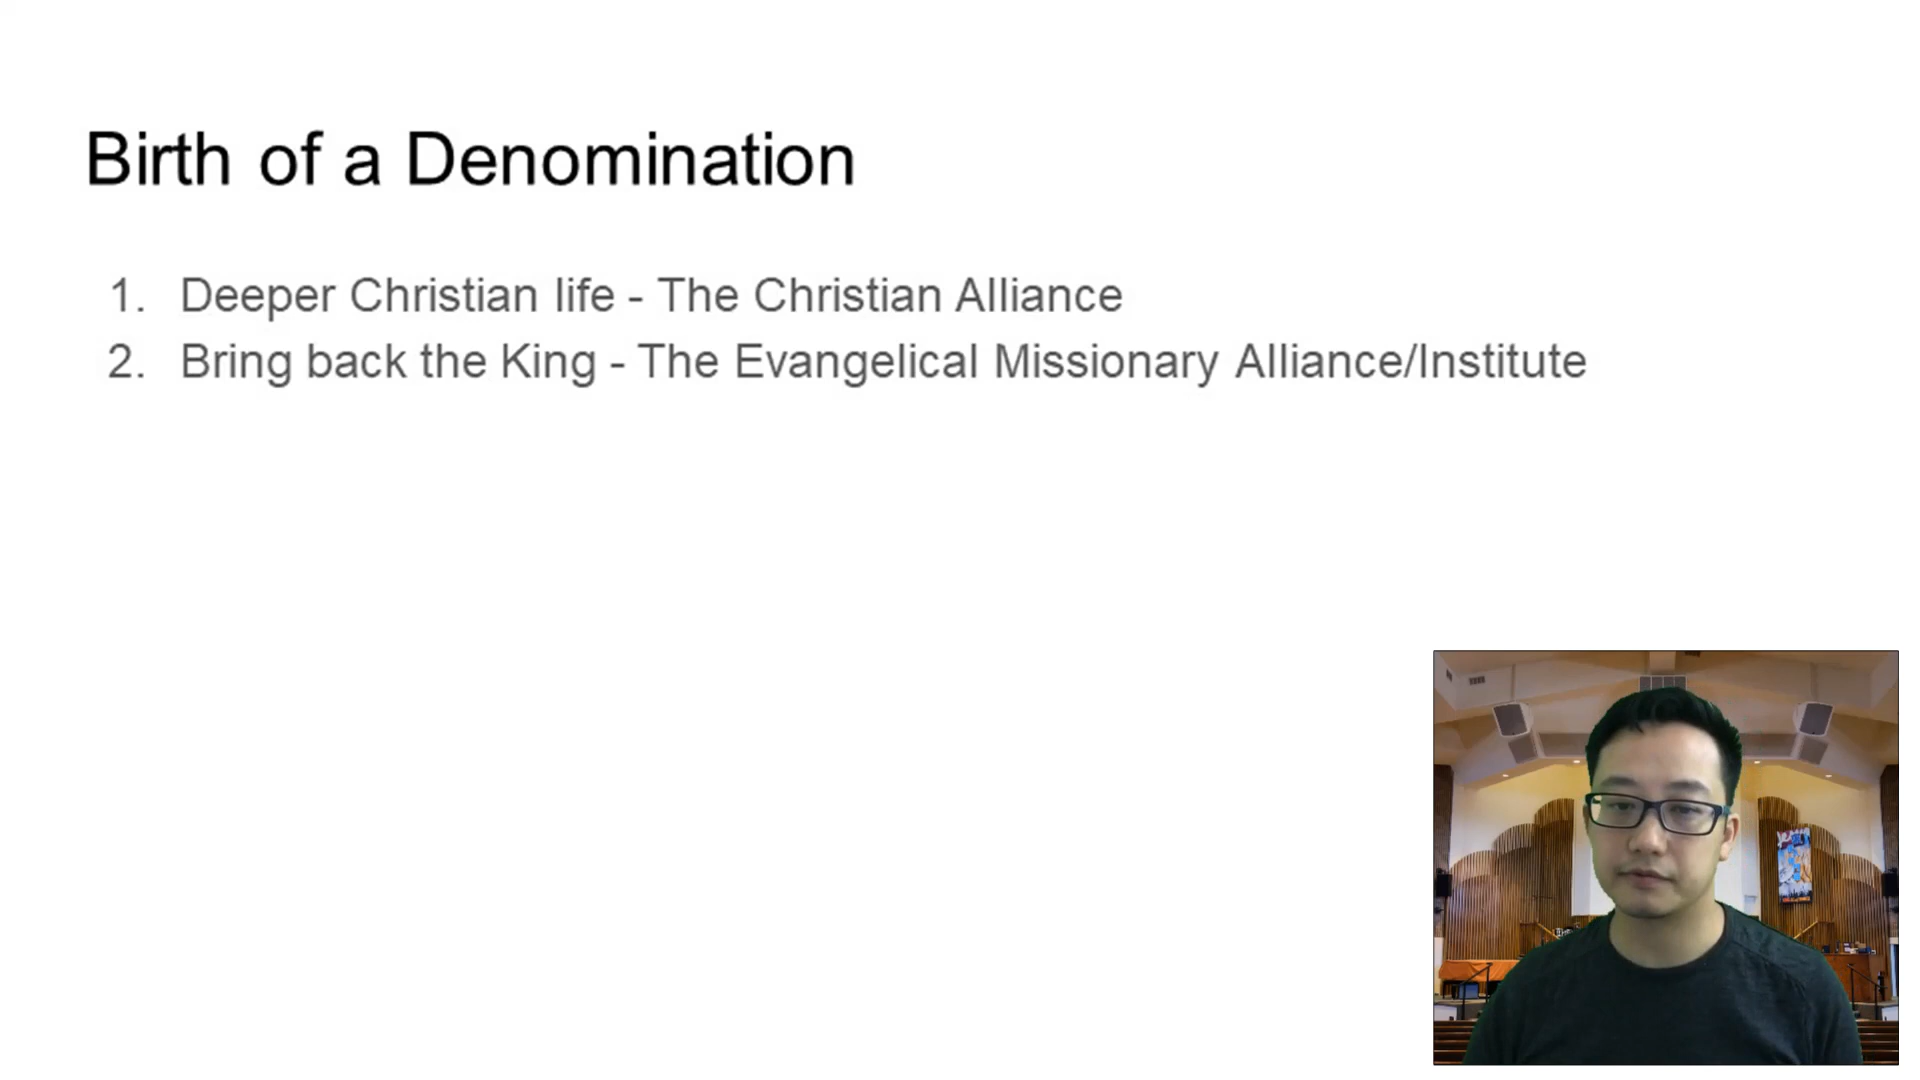 Birth of a Denomination
1. Deeper Christian life - The Christian Alliance
2. Bring back the King - The Evangelical Missionary Alliance/Institute